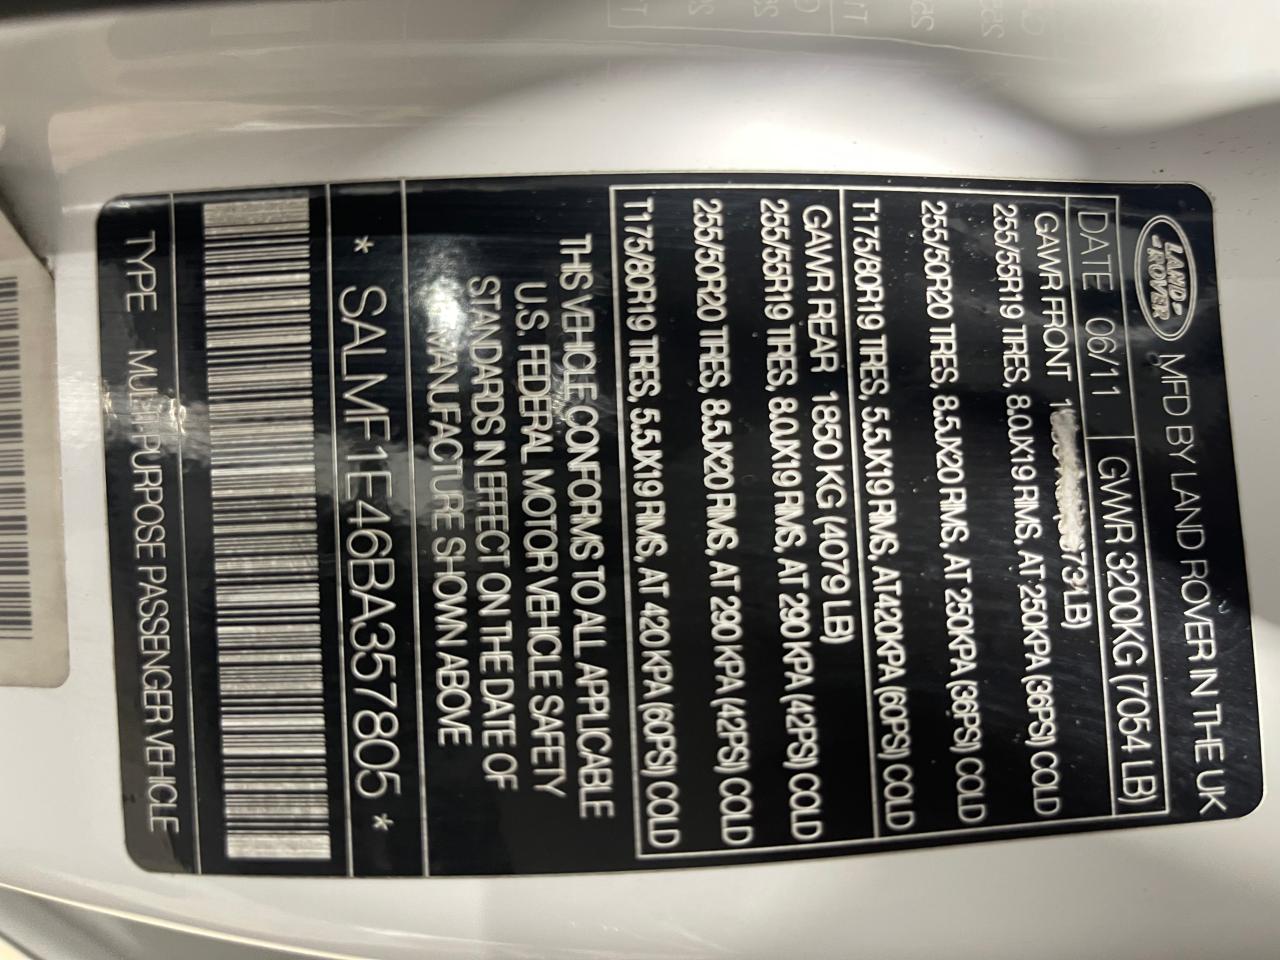 LAND-
-ROVER
MFD BY LAND ROVER IN THE UK
DATE 06/11 GWWR 3200KG (7054 LB)
GAWR FRONT
255/55R19 TIRES, 8.0JX19 RIMS, AT 250KPA (36PSI) COLD
255/50R20 TIRES, 8.5JX20 RIMS, AT 250KPA (36PSI) COLD
T175/80R19 TIRES, 5.5JX19 RIMS, AT 420KPA (60PSI) COLD
GAWR REAR 1850 KG (4079 LB)
255/55R19 TIRES, 8.0JX19 RIMS, AT 290 KPA (42PSI) COLD
255/50R20 TIRES, 8.5JX20 RIMS, AT 290 KPA (42PSI) COLD
T175/80R19 TIRES, 5.5JX19 RIMS, AT 420 KPA (60PSI) COLD
THIS VEHICLE CONFORMS TO ALL APPLICABLE
U.S. FEDERAL MOTOR VEHICLE SAFETY
STANDARDS IN EFFECT ON THE DATE OF
MANUFACTURE SHOWN ABOVE
* SALMF1E46BA357805 *
TYPE MULTIPURPOSE PASSENGER VEHICLE